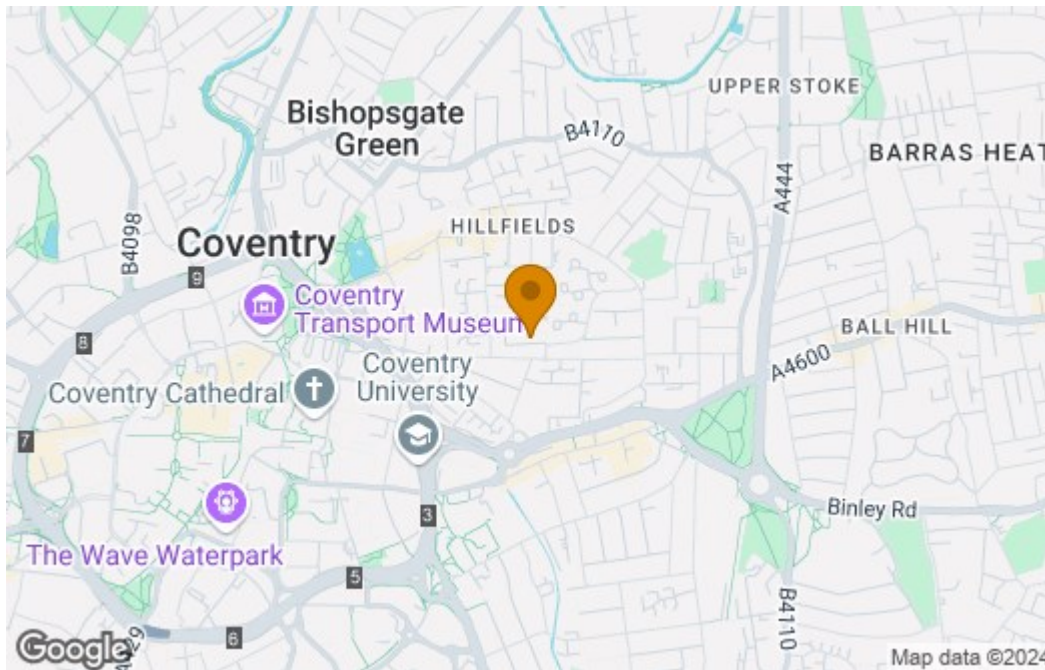 UPPER STOKE
Bishopsgate
Green
B4110
BARRAS HEAT
A444
HILLFIELDS
B4098
Coventry
9
Coventry
Transport Museum
8
BALL HILL
A4600
Coventry
University
Coventry Cathedral
7
3
Binley Rd
The Wave Waterpark
5
6
B4110
Google
Map data ©2024